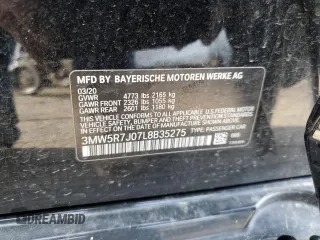 MFD BY BAYERISCHE MOTOREN WERKE AG
03/20
GVWR 4773 lbs 2165 kg
GAWR FRONT 2326 lbs 1055 kg
GAWR REAR 2601 lbs 1180 kg
THIS VEHICLE CONFORMS TO ALL APPLICABLE FEDERAL MOTOR
VEHICLE SAFETY, BUMPER, AND THEFT PREVENTION STANDARDS
IN EFFECT ON THE DATE OF MANUFACTURE SHOWN ABOVE.
3MW5R7J07L8B35275 TYPE: PASSENGER CAR